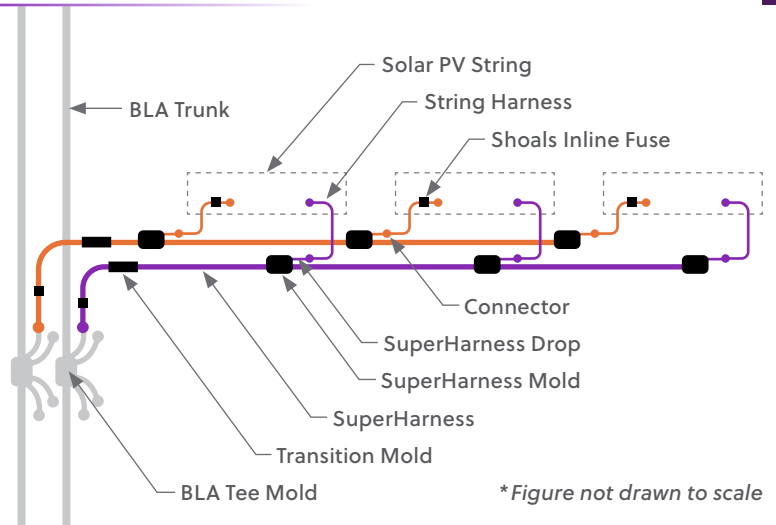 Solar PV String
BLA Trunk
String Harness
Shoals Inline Fuse
Connector
SuperHarness Drop
SuperHarness Mold
SuperHarness
Transition Mold
BLA Tee Mold
*Figure not drawn to scale